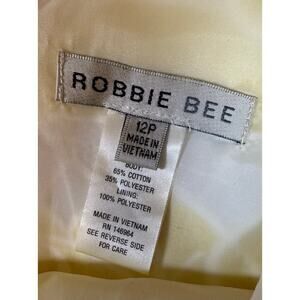 ROBBIE BEE
12P
MADE IN
VIETNAM
BODY:
65% COTTON
35% POLYESTER
LINING:
100% POLYESTER
MADE IN VIETNAM
RN 146964
SEE REVERSE SIDE
FOR CARE